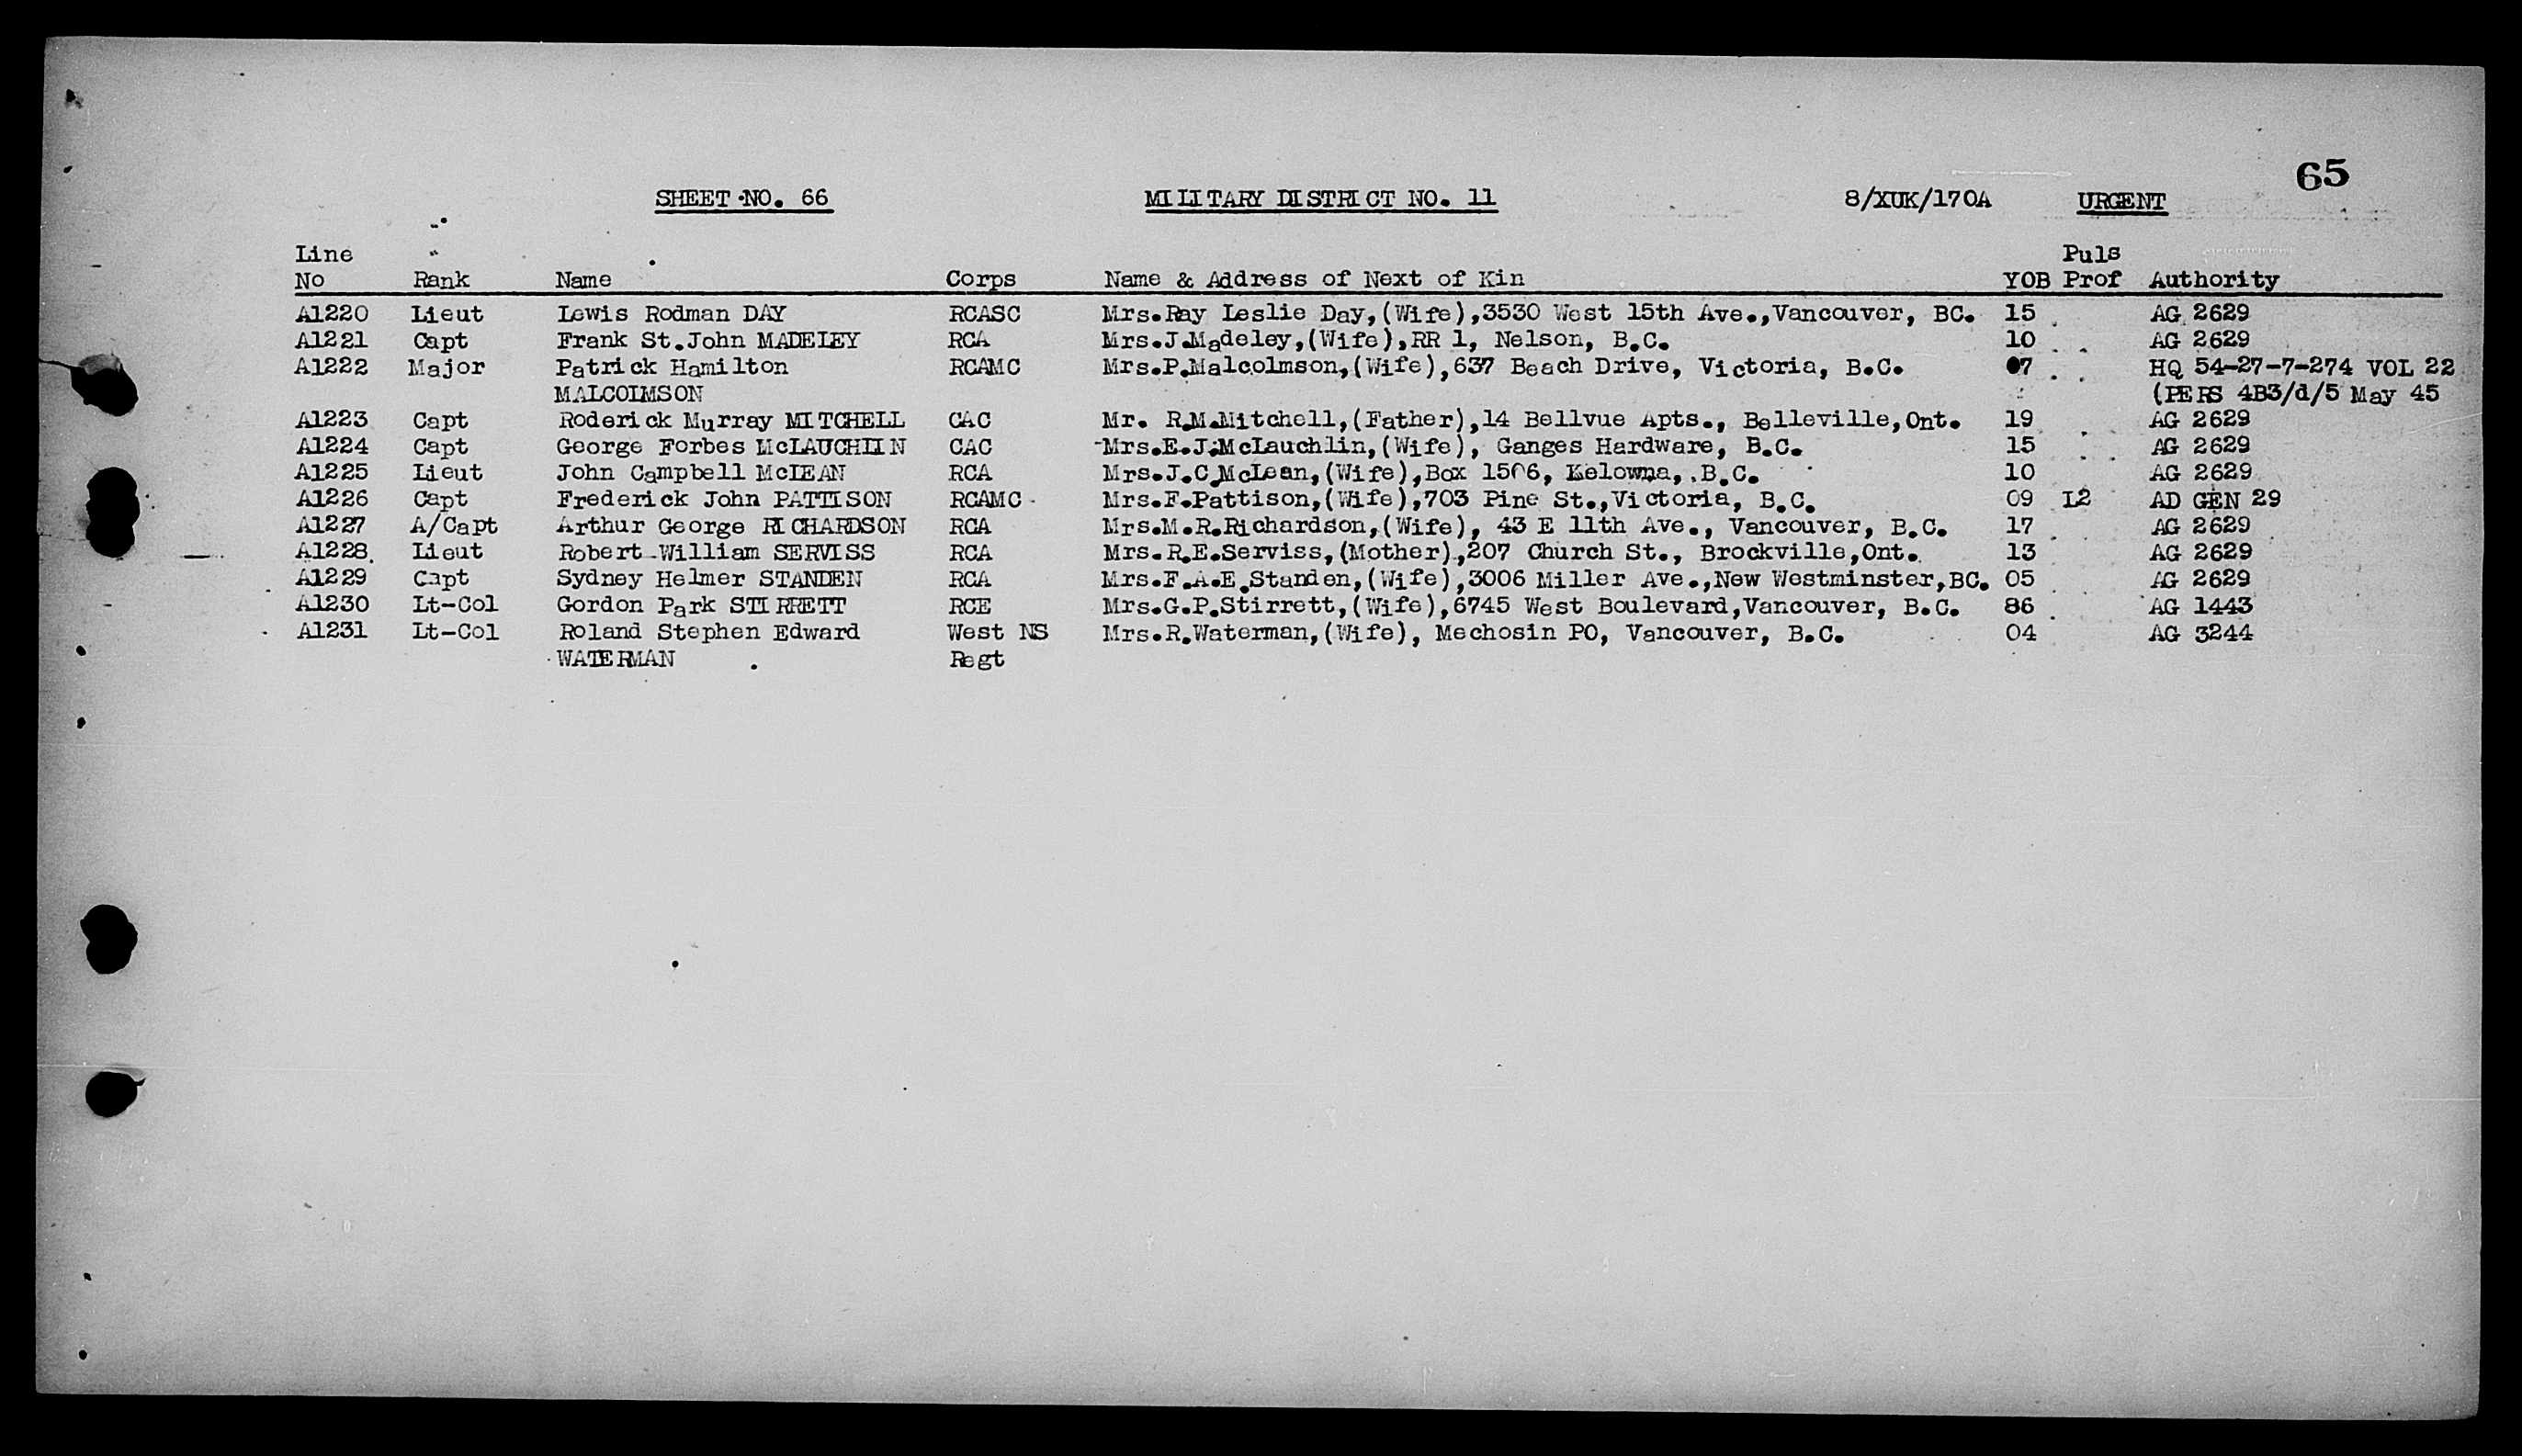 65
SHEET NO. 66 MILITARY DISTRICT NO. 11 8/XUK/170A URGENT
Line Puls
No Rank Name Corps Name & Address of Next of Kin YOB Prof Authority
A1220 Lieut Lewis Rodman DAY RCASC Mrs.Ray Leslie Day,(Wife),3530 West 15th Ave.,Vancouver, BC. 15 AG 2629
A1221 Capt Frank St.John MADELEY RCA Mrs.J.Madeley,(Wife),RR 1, Nelson, B.C. 10 AG 2629
A1222 Major Patrick Hamilton RCAMC Mrs.P.Malcolmson,(Wife),637 Beach Drive, Victoria, B.C. 07 HQ 54-27-7-274 VOL 22
MALCOLMSON (PERS 4B3/d/5 May 45
A1223 Capt Roderick Murray MITCHELL CAC Mr. R.M.Mitchell,(Father),14 Bellvue Apts., Belleville,Ont. 19 AG 2629
A1224 Capt George Forbes McLAUCHLIN CAC Mrs.E.J.McLauchlin,(Wife), Ganges Hardware, B.C. 15 AG 2629
A1225 Lieut John Campbell McLEAN RCA Mrs.J.C.McLean,(Wife),Box 1506, Kelowna, B.C. 10 AG 2629
A1226 Capt Frederick John PATTISON RCAMC Mrs.F.Pattison,(Wife),703 Pine St.,Victoria, B.C. 09 L2 AD GEN 29
A1227 A/Capt Arthur George RICHARDSON RCA Mrs.M.R.Richardson,(Wife), 43 E 11th Ave., Vancouver, B.C. 17 AG 2629
A1228 Lieut Robert William SERVISS RCA Mrs.R.E.Serviss,(Mother),207 Church St., Brockville,Ont. 13 AG 2629
A1229 Capt Sydney Helmer STANDEN RCA Mrs.F.A.E.Standen,(Wife),3006 Miller Ave.,New Westminster,BC. 05 AG 2629
A1230 Lt-Col Gordon Park STIRRETT RCE Mrs.G.P.Stirrett,(Wife),6745 West Boulevard,Vancouver, B.C. 86 AG 1443
A1231 Lt-Col Roland Stephen Edward West NS Mrs.R.Waterman,(Wife), Mechosin PO, Vancouver, B.C. 04 AG 3244
WATERMAN Regt